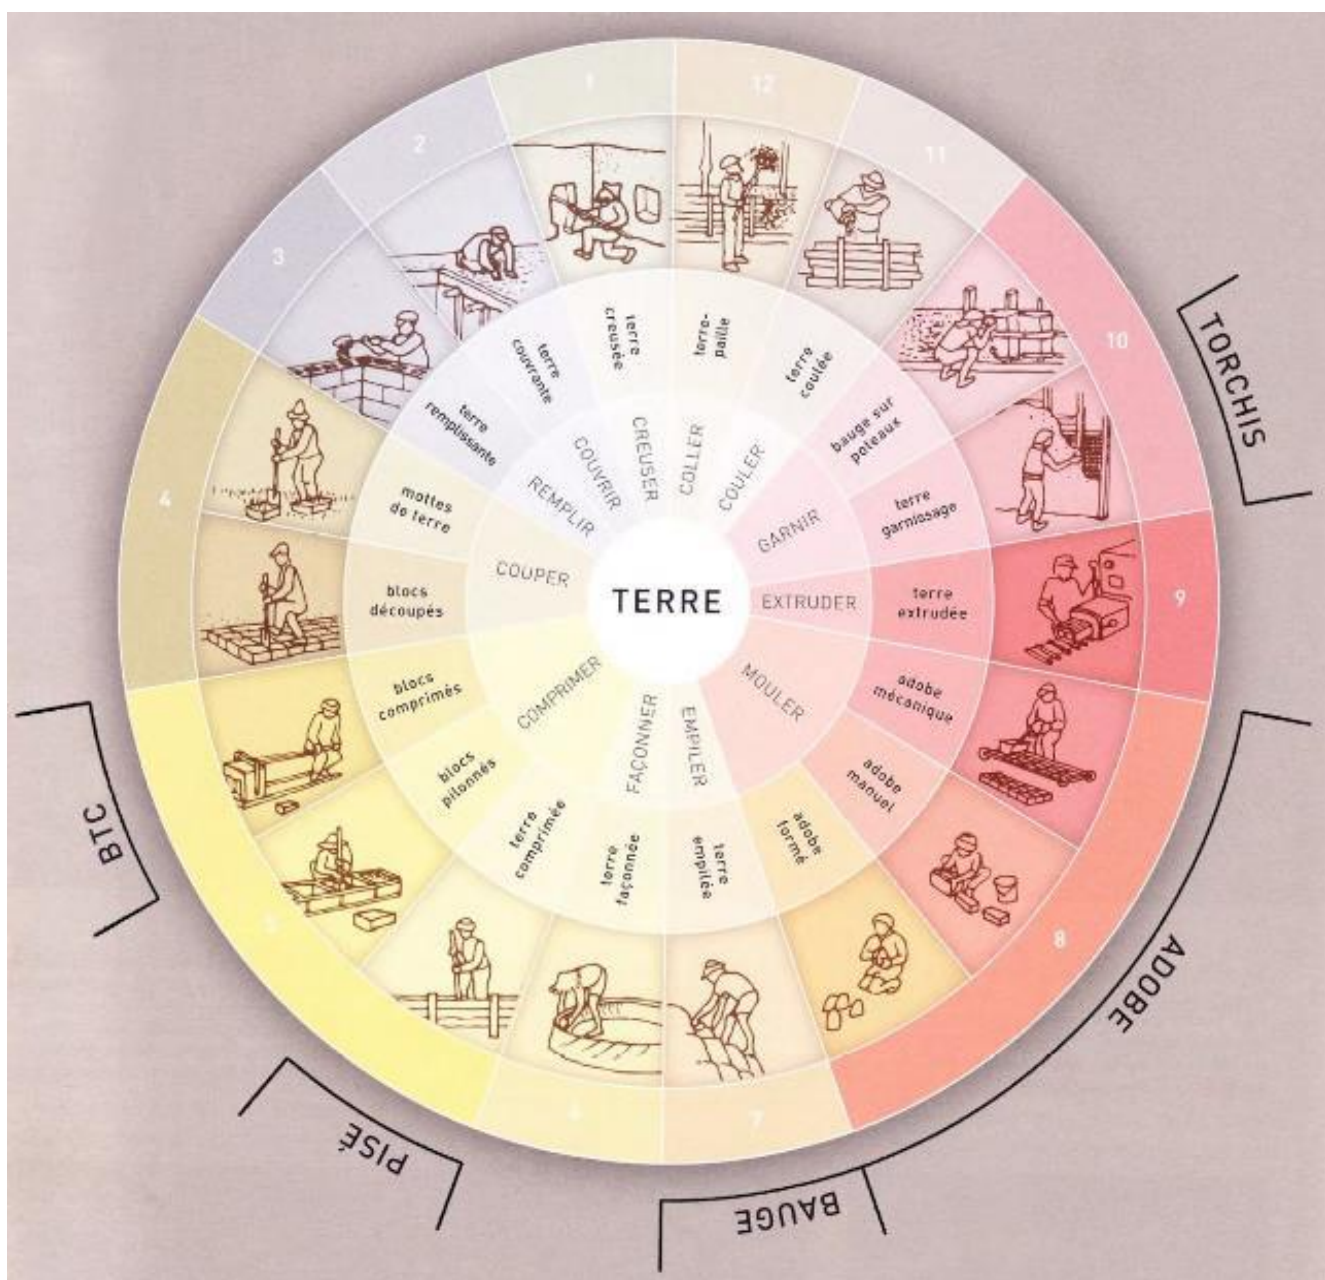 TERRE
CREUSER
COLLER
COULER
GARNIR
EXTRUDER
MOULER
EMPILER
FAÇONNER
COMPRIMER
COUPER
REMPLIR
COUVRIR
terre
creusée
terre-
paille
terre
coulée
bauge sur
poteaux
terre
garnissage
terre
extrudée
adobe
mécanique
adobe
manuel
adobe
formé
terre
empilée
terre
façonnée
terre
comprimée
blocs
pilonnés
blocs
comprimés
blocs
découpés
mottes
de terre
terre
remplissante
terre
couvrante
1
12
11
10
9
8
7
6
5
4
3
2
TORCHIS
ADOBE
BAUGE
PISÉ
BTC